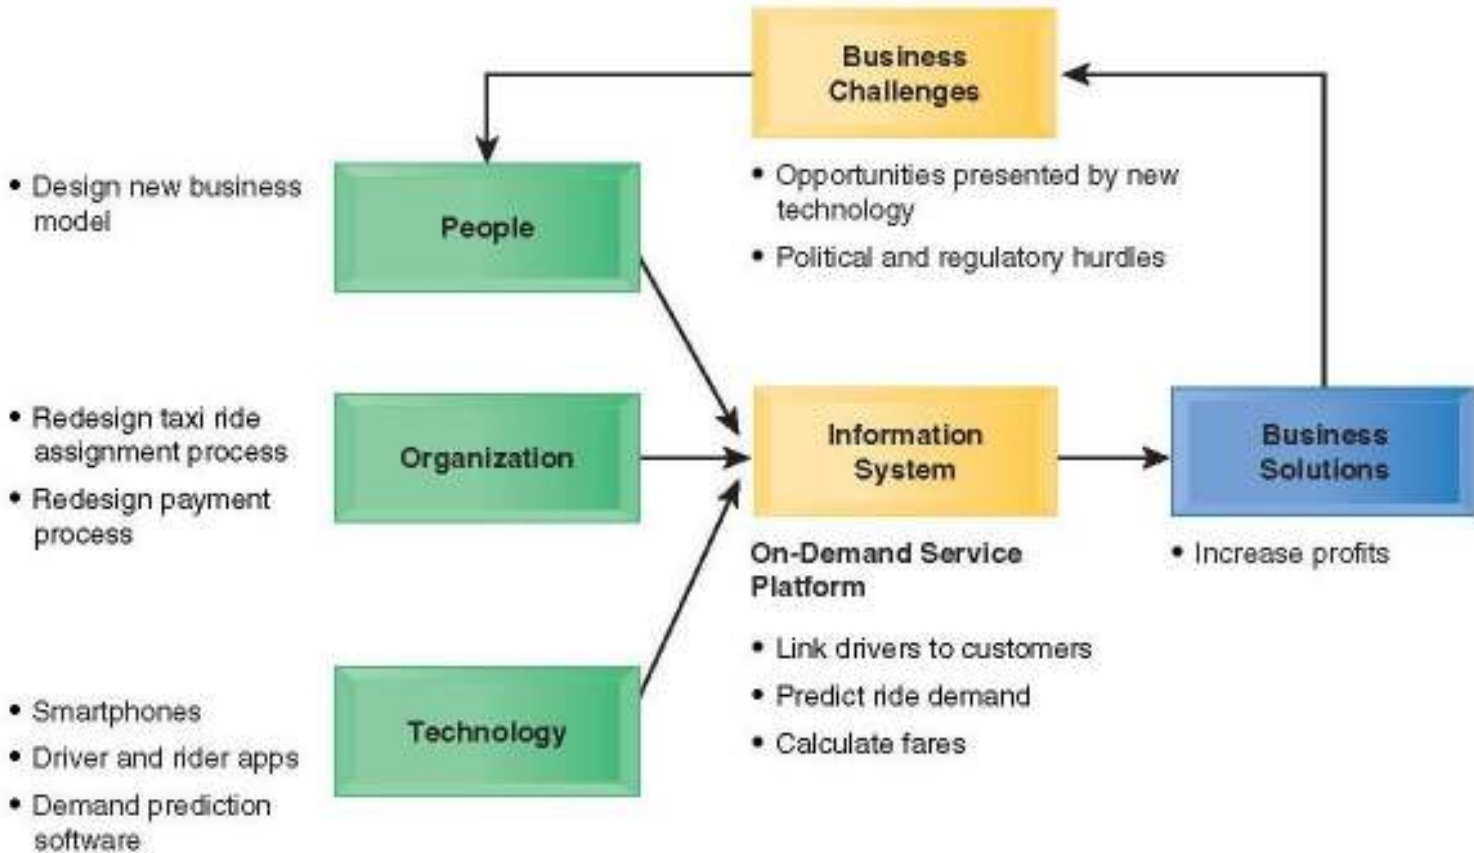 Business
Challenges
• Opportunities presented by new
technology
• Political and regulatory hurdles
• Design new business
model
People
• Redesign taxi ride
assignment process
• Redesign payment
process
Organization
Information
System
On-Demand Service
Platform
• Link drivers to customers
• Predict ride demand
• Calculate fares
Business
Solutions
• Increase profits
• Smartphones
• Driver and rider apps
• Demand prediction
software
Technology